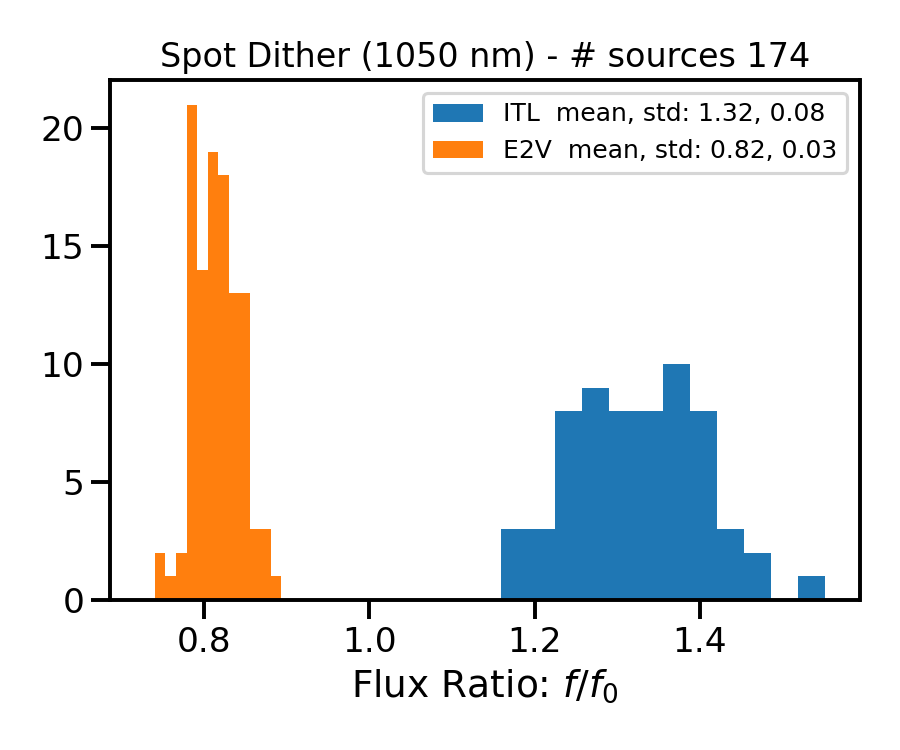 Spot Dither (1050 nm) - # sources 174
ITL  mean, std: 1.32, 0.08
E2V  mean, std: 0.82, 0.03
20
15
10
5
0
0.8 1.0 1.2 1.4
Flux Ratio: f/f₀